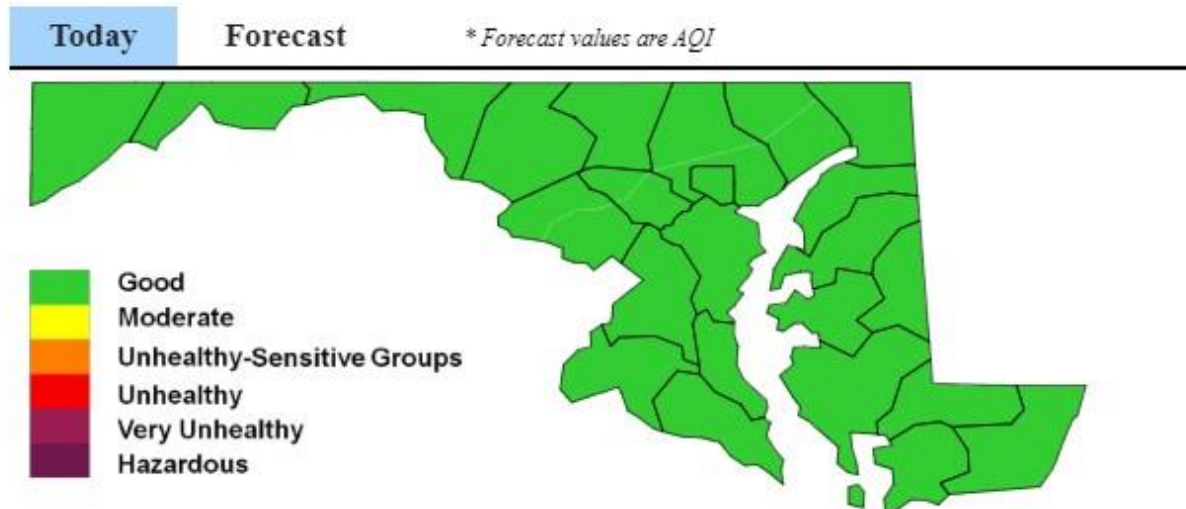 Today Forecast * Forecast values are AQI
Good
Moderate
Unhealthy-Sensitive Groups
Unhealthy
Very Unhealthy
Hazardous